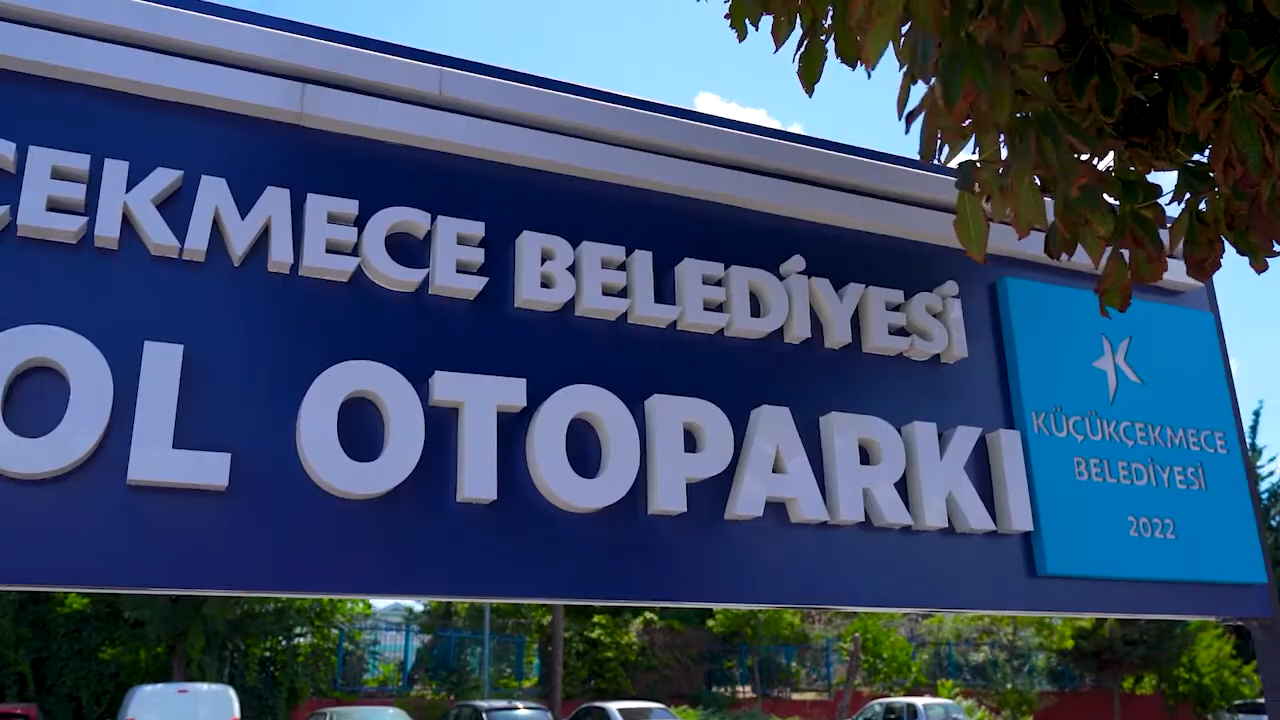 ÇEKMECE BELEDİYESİ
OL OTOPARKI
KÜÇÜKÇEKMECE
BELEDİYESİ
2022